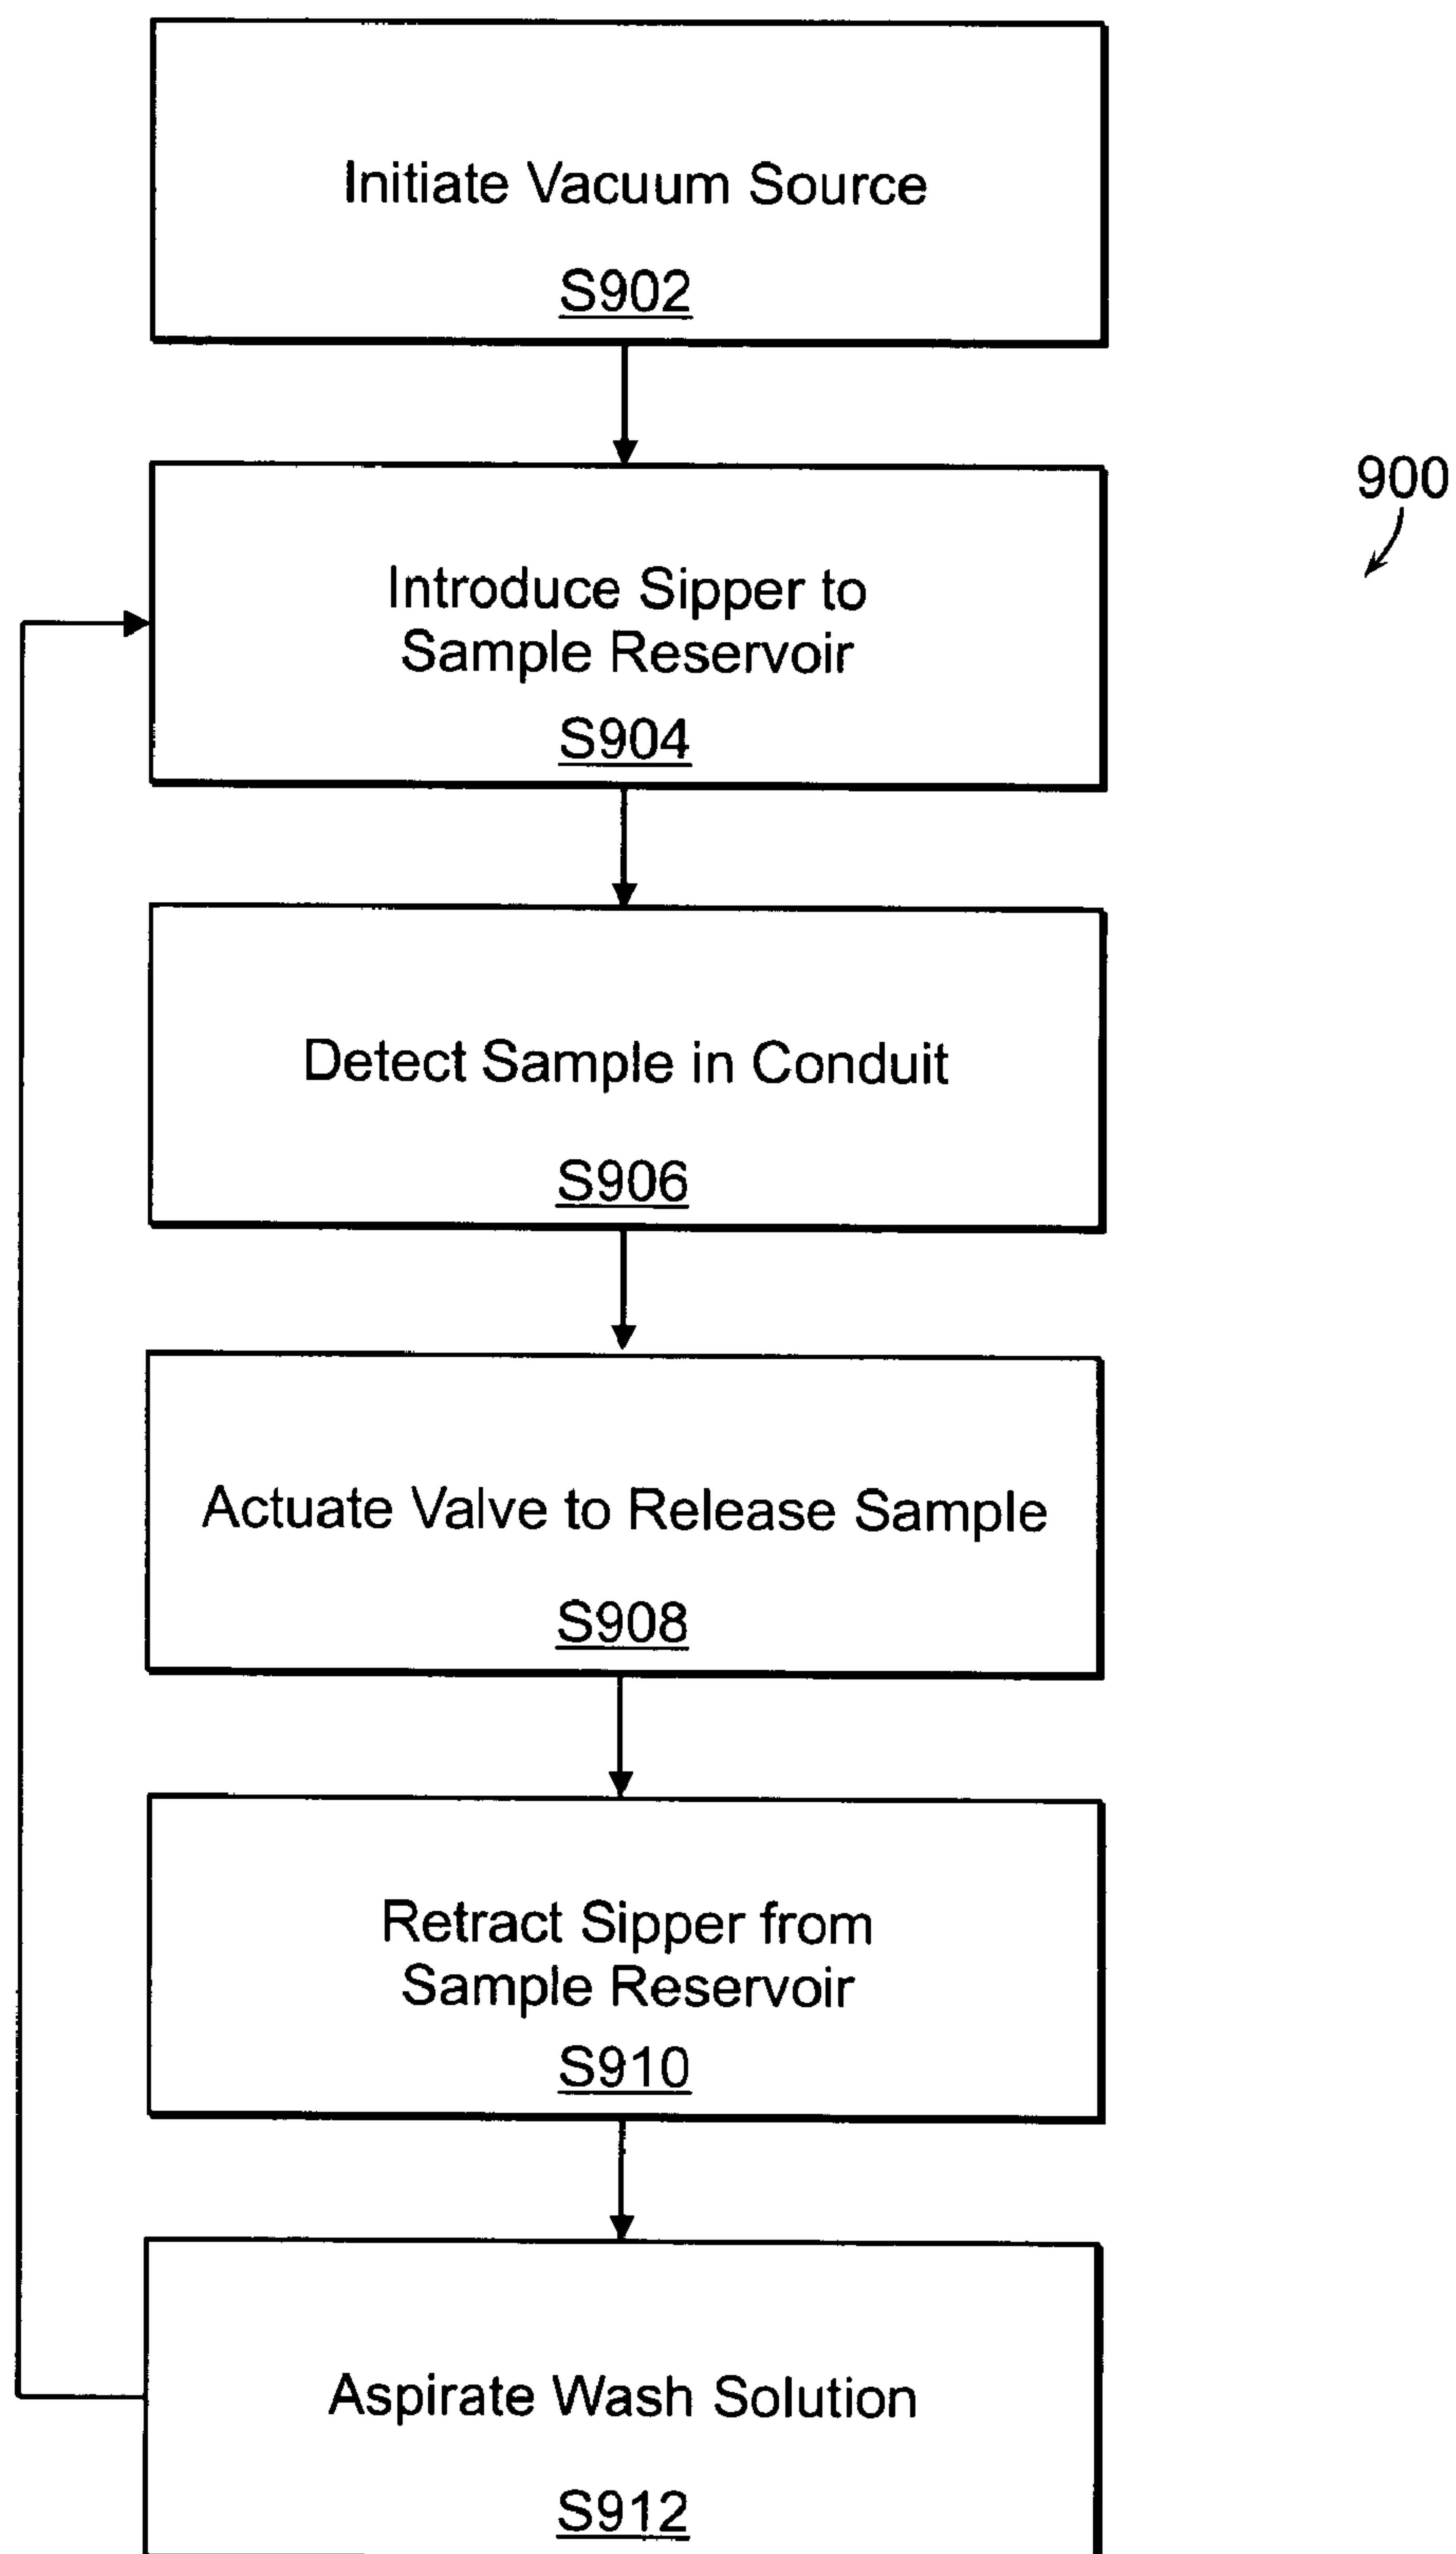 Initiate Vacuum Source
S902
900
Introduce Sipper to
Sample Reservoir
S904
Detect Sample in Conduit
S906
Actuate Valve to Release Sample
S908
Retract Sipper from
Sample Reservoir
S910
Aspirate Wash Solution
S912